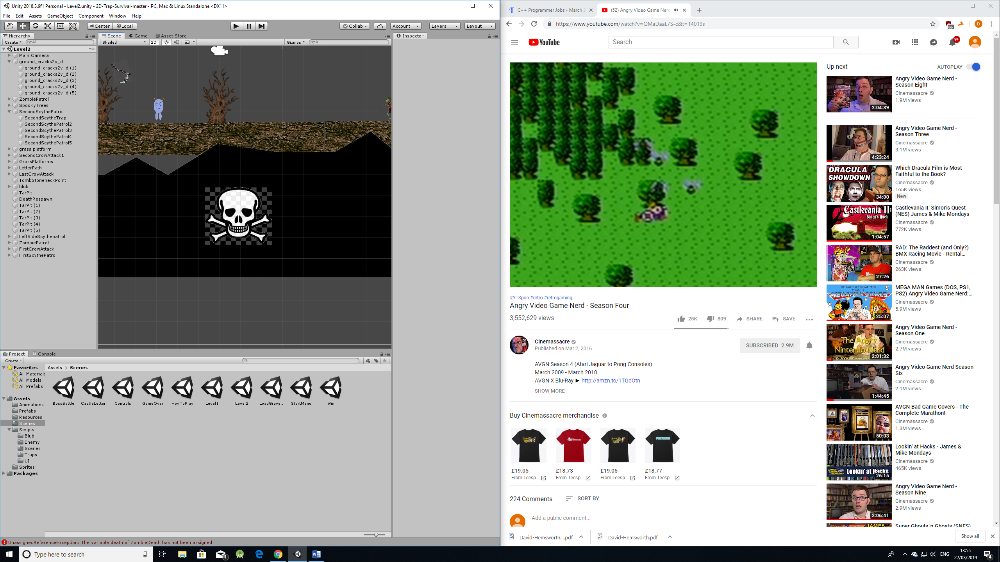 Unity 2018.3.9f1 Personal - Level2.unity - 2D-Trap-Survival-master - PC, Mac & Linux Standalone <DX11>
File Edit Assets GameObject Component Window Help
Center Local
Collab Account Layers Layout
Hierarchy
Create All
Level2
Main Camera
ground_cracks2v_d
ground_cracks2v_d (1)
ground_cracks2v_d (2)
ground_cracks2v_d (3)
ground_cracks2v_d (4)
ground_cracks2v_d (5)
ZombiePatrol
SpookyTrees
SecondScythePatrol
SecondScytheTrap
SecondScythePatrol2
SecondScythePatrol3
SecondScythePatrol4
SecondScythePatrol5
grass platform
SecondCrowAttack1
GrassPlatforms
LetterPath
LastCrowAttack
TombStoneheckPoint
blub
TarPit
DeathRespawn
TarPit (1)
TarPit (2)
TarPit (3)
TarPit (4)
TarPit (5)
LeftSideScythepatrol
ZombiePatrol
FirstCrowAttack
FirstScythePatrol
Scene Game Asset Store
Shaded 2D Gizmos All
Inspector
Project Console
Create
Favorites
All Materials
All Models
All Prefabs
Assets
Animations
Prefabs
Resources
Scenes
Scripts
Blub
Enemy
Scenes
Traps
UI
Sprites
Packages
Assets > Scenes
BossBattle CastleLetter Controls GameOver HowToPlay Level1 Level2 LoadGrave... StartMenu Win
UnassignedReferenceException: The variable death of ZombieDeath has not been assigned.
C++ Programmer Jobs - March 2
(52) Angry Video Game Nerd
https://www.youtube.com/watch?v=QMaDaaL7S-c&t=14019s
66
D
YouTube
Search
9+
#YTSpon #retro #retrogaming
Angry Video Game Nerd - Season Four
3,552,629 views
25K 809 SHARE SAVE
Cinemassacre
Published on Mar 2, 2016
SUBSCRIBED 2.9M
AVGN Season 4 (Atari Jaguar to Pong Consoles)
March 2009 - March 2010
AVGN X Blu-Ray ► http://amzn.to/1TGdOtn
SHOW MORE
Buy Cinemassacre merchandise
£19.05 £18.73 £19.05 £18.77
From Teesp... From Teesp... From Teesp... From Teesp...
224 Comments SORT BY
Add a public comment...
Up next AUTOPLAY
2:04:39
Angry Video Game Nerd -
Season Eight
Cinemassacre
1.9M views
4:23:24
Angry Video Game Nerd -
Season Three
Cinemassacre
3.1M views
DRACULA
SHOWDOWN
34:00
Which Dracula Film is Most
Faithful to the Book?
Cinemassacre
165K views
New
Castlevania II:
Simon's Quest
1:04:57
Castlevania II: Simon's Quest
(NES) James & Mike Mondays
Cinemassacre
772K views
27:26
RAD: The Raddest (and Only?)
BMX Racing Movie - Rental...
Cinemassacre
263K views
THE ANGRY VIDEO GAME NERD
PRESENTS
MEGAMAN GAMES
25:07
MEGA MAN Games (DOS, PS1,
PS2) Angry Video Game Nerd:...
Cinemassacre
5.9M views
The Angry
Nintendo Nerd
2:01:32
Angry Video Game Nerd -
Season One
Cinemassacre
2.7M views
1:44:45
Angry Video Game Nerd Season
Six
Cinemassacre
2.1M views
50:03
AVGN Bad Game Covers - The
Complete Marathon!
Cinemassacre
1.3M views
Lookin' at Hacks
26:15
Lookin' at Hacks - James &
Mike Mondays
Cinemassacre
465K views
2:06:41
Angry Video Game Nerd -
Season Nine
Cinemassacre
2.9M views
Super Ghouls 'n Ghosts (SNES)
David-Hemsworth....pdf David-Hemsworth.pdf Show all
Type here to search
1
ENG
13:55
22/03/2019
4